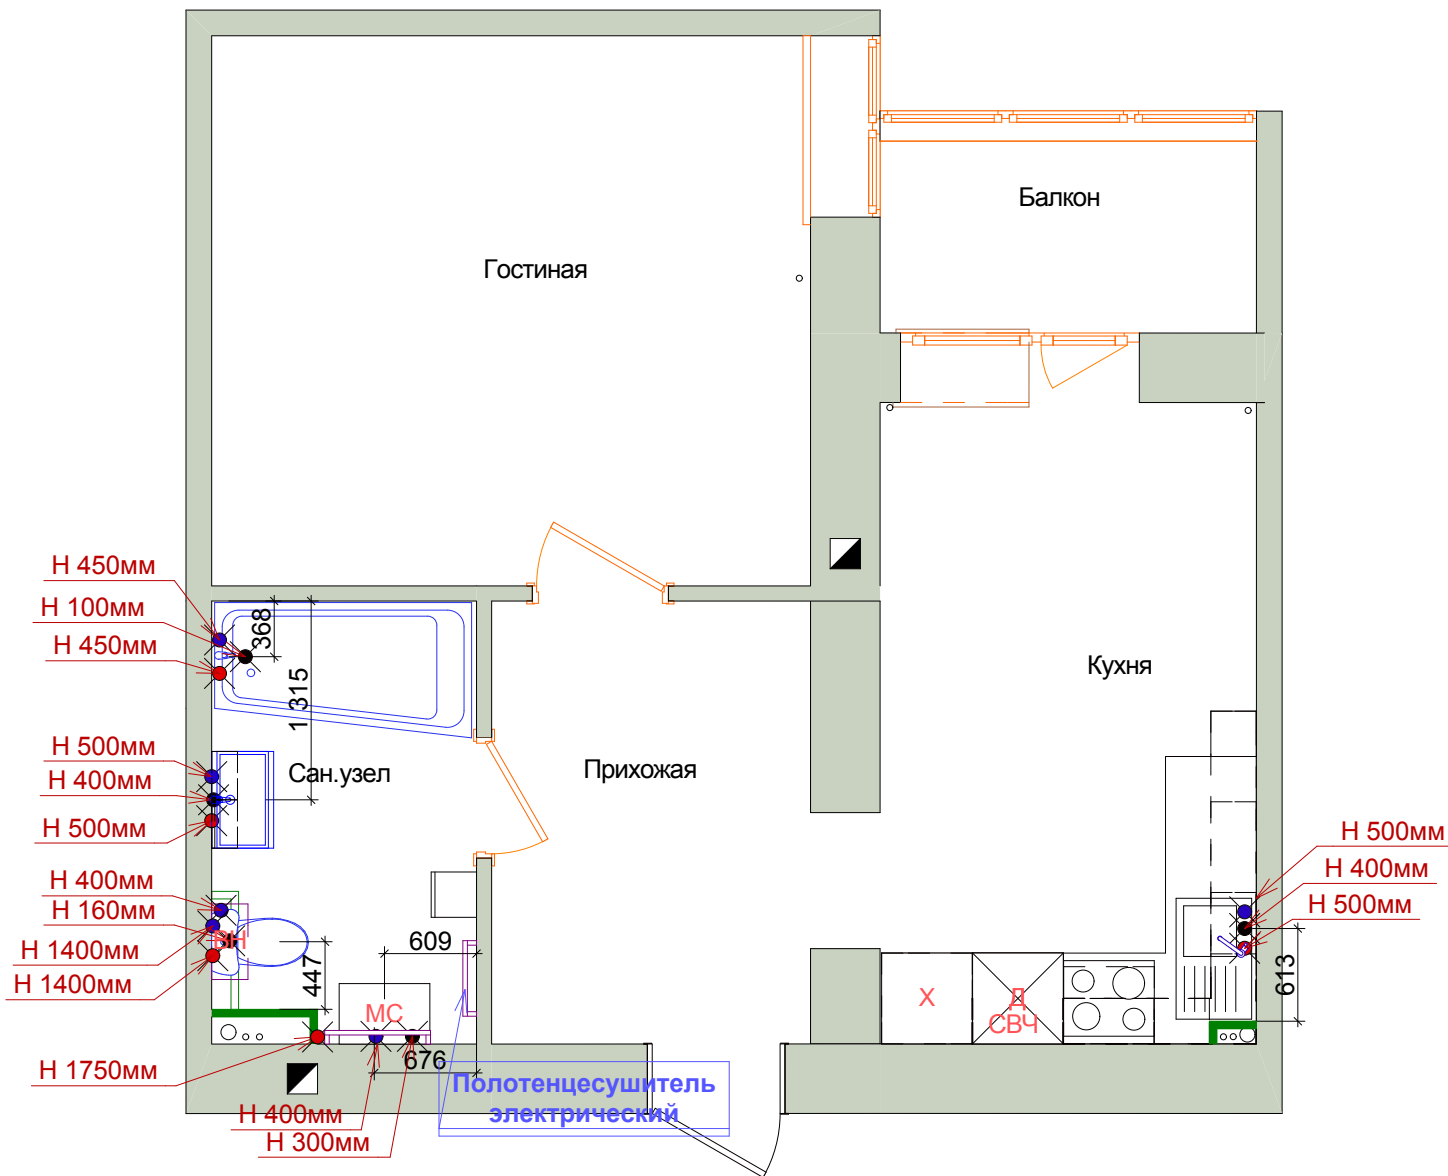 Балкон
Гостиная
H 450мм
H 100мм
H 450мм
368
1 315
Кухня
H 500мм
H 400мм
H 500мм
Сан.узел
Прихожая
H 500мм
H 400мм
H 500мм
H 400мм
H 160мм
H 1400мм
H 1400мм
ВН
609
447
613
МС
Х
Д
СВЧ
H 1750мм
676
Полотенцесушитель
электрический
H 400мм
H 300мм